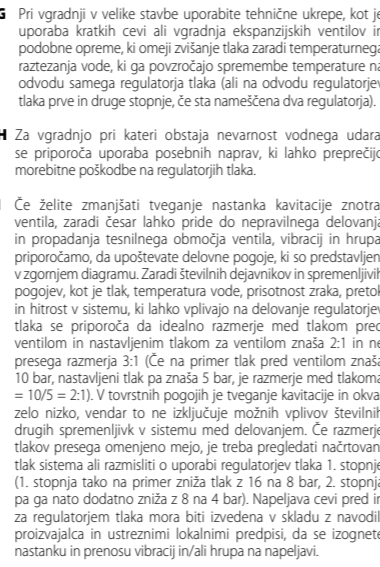 G Pri vgradnji v velike stavbe uporabite tehnične ukrepe, kot je
uporaba kratkih cevi ali vgradnja ekspanzijskih ventilov in
podobne opreme, ki omeji zvišanje tlaka zaradi temperaturnega
raztezanja vode, ki ga povzročajo spremembe temperature na
odvodu samega regulatorja tlaka (ali na odvodu regulatorjev
tlaka prve in druge stopnje, če sta nameščena dva regulatorja).
H Za vgradnjo pri kateri obstaja nevarnost vodnega udara,
se priporoča uporaba posebnih naprav, ki lahko preprečijo
morebitne poškodbe na regulatorjih tlaka.
Če želite zmanjšati tveganje nastanka kavitacije znotraj
ventila, zaradi česar lahko pride do nepravilnega delovanja
in propadanja tesnilnega območja ventila, vibracij in hrupa,
priporočamo, da upoštevate delovne pogoje, ki so predstavljeni
v zgornjem diagramu. Zaradi številnih dejavnikov in spremenljivih
pogojev, kot je tlak, temperatura vode, prisotnost zraka, pretok
in hitrost v sistemu, ki lahko vplivajo na delovanje regulatorjev
tlaka se priporoča da idealno razmerje med tlakom pred
ventilom in nastavljenim tlakom za ventilom znaša 2:1 in ne
presega razmerja 3:1 (Če na primer tlak pred ventilom znaša
10 bar, nastavljeni tlak pa znaša 5 bar, je razmerje med tlakoma
= 10/5 = 2:1). V tovrstnih pogojih je tveganje kavitacije in okvar
zelo nizko, vendar to ne izključuje možnih vplivov številnih
drugih spremenljivk v sistemu med delovanjem. Če razmerje
tlakov presega omenjeno mejo, je treba pregledati načrtovani
tlak sistema ali razmisliti o uporabi regulatorjev tlaka 1. stopnje
(1. stopnja tako na primer zniža tlak z 16 na 8 bar, 2. stopnja
pa ga nato dodatno zniža z 8 na 4 bar). Napeljava cevi pred in
za regulatorjem tlaka mora biti izvedena v skladu z navodili
proizvajalca in ustreznimi lokalnimi predpisi, da se izognete
nastanku in prenosu vibracij in/ali hrupa na napeljavi.